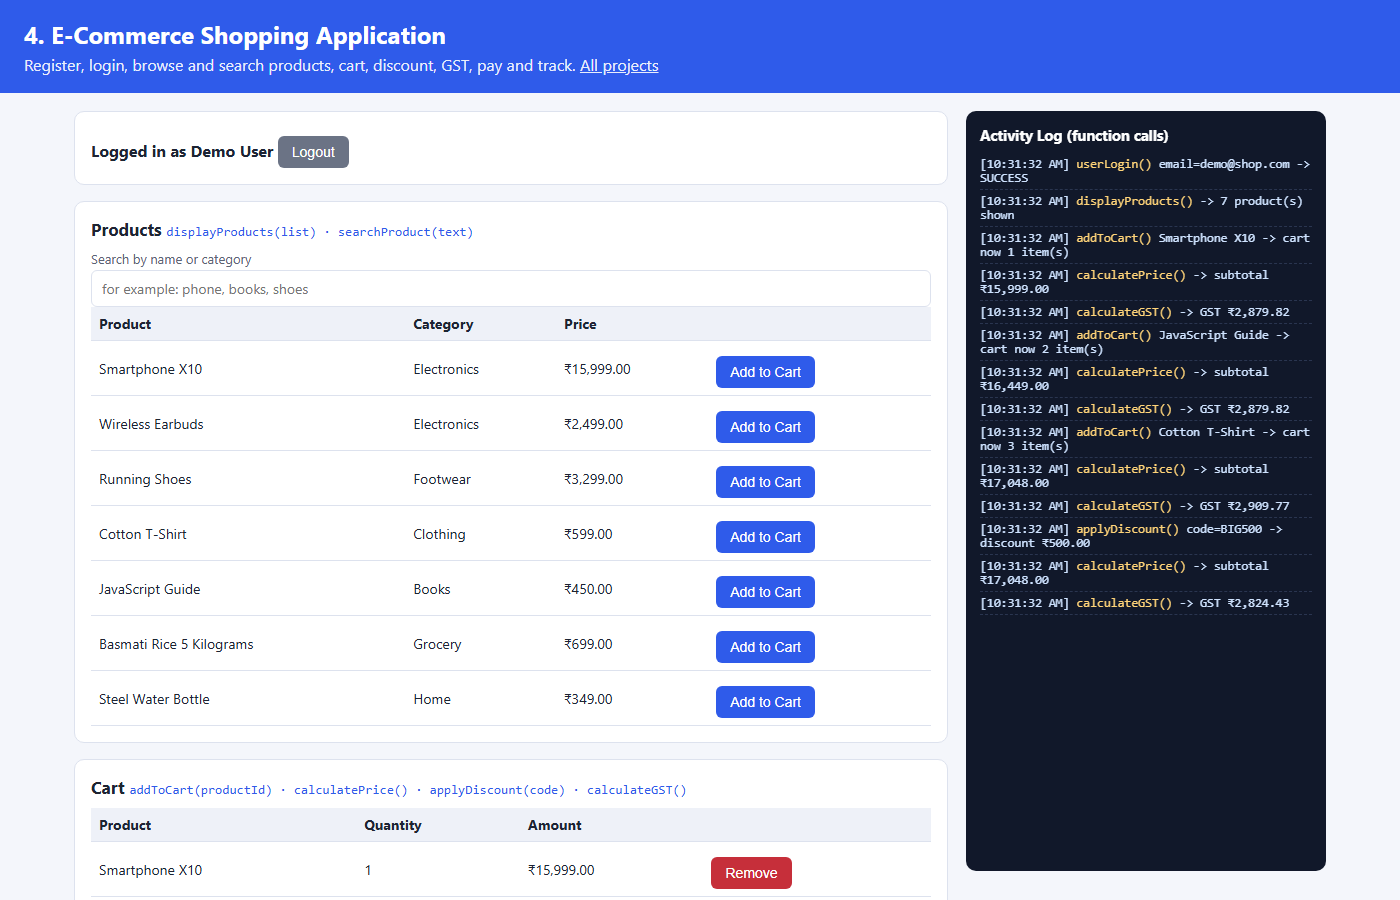 4. E-Commerce Shopping Application
Register, login, browse and search products, cart, discount, GST, pay and track. All projects
Logged in as Demo User Logout
Products displayProducts(list) · searchProduct(text)
Search by name or category
for example: phone, books, shoes
Product Category Price
Smartphone X10 Electronics ₹15,999.00 Add to Cart
Wireless Earbuds Electronics ₹2,499.00 Add to Cart
Running Shoes Footwear ₹3,299.00 Add to Cart
Cotton T-Shirt Clothing ₹599.00 Add to Cart
JavaScript Guide Books ₹450.00 Add to Cart
Basmati Rice 5 Kilograms Grocery ₹699.00 Add to Cart
Steel Water Bottle Home ₹349.00 Add to Cart
Cart addToCart(productId) · calculatePrice() · applyDiscount(code) · calculateGST()
Product Quantity Amount
Smartphone X10 1 ₹15,999.00 Remove
Activity Log (function calls)
[10:31:32 AM] userLogin() email=demo@shop.com ->
SUCCESS
[10:31:32 AM] displayProducts() -> 7 product(s)
shown
[10:31:32 AM] addToCart() Smartphone X10 -> cart
now 1 item(s)
[10:31:32 AM] calculatePrice() -> subtotal
₹15,999.00
[10:31:32 AM] calculateGST() -> GST ₹2,879.82
[10:31:32 AM] addToCart() JavaScript Guide ->
cart now 2 item(s)
[10:31:32 AM] calculatePrice() -> subtotal
₹16,449.00
[10:31:32 AM] calculateGST() -> GST ₹2,879.82
[10:31:32 AM] addToCart() Cotton T-Shirt -> cart
now 3 item(s)
[10:31:32 AM] calculatePrice() -> subtotal
₹17,048.00
[10:31:32 AM] calculateGST() -> GST ₹2,909.77
[10:31:32 AM] applyDiscount() code=BIG500 ->
discount ₹500.00
[10:31:32 AM] calculatePrice() -> subtotal
₹17,048.00
[10:31:32 AM] calculateGST() -> GST ₹2,824.43